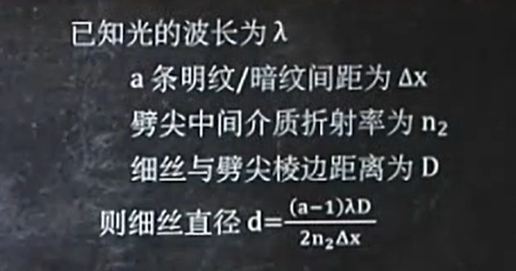 已知光的波长为λ
a 条明纹/暗纹间距为 Δx
劈尖中间介质折射率为 n₂
细丝与劈尖棱边距离为 D
则细丝直径 d=\frac{(a-1)λD}{2n₂Δx}